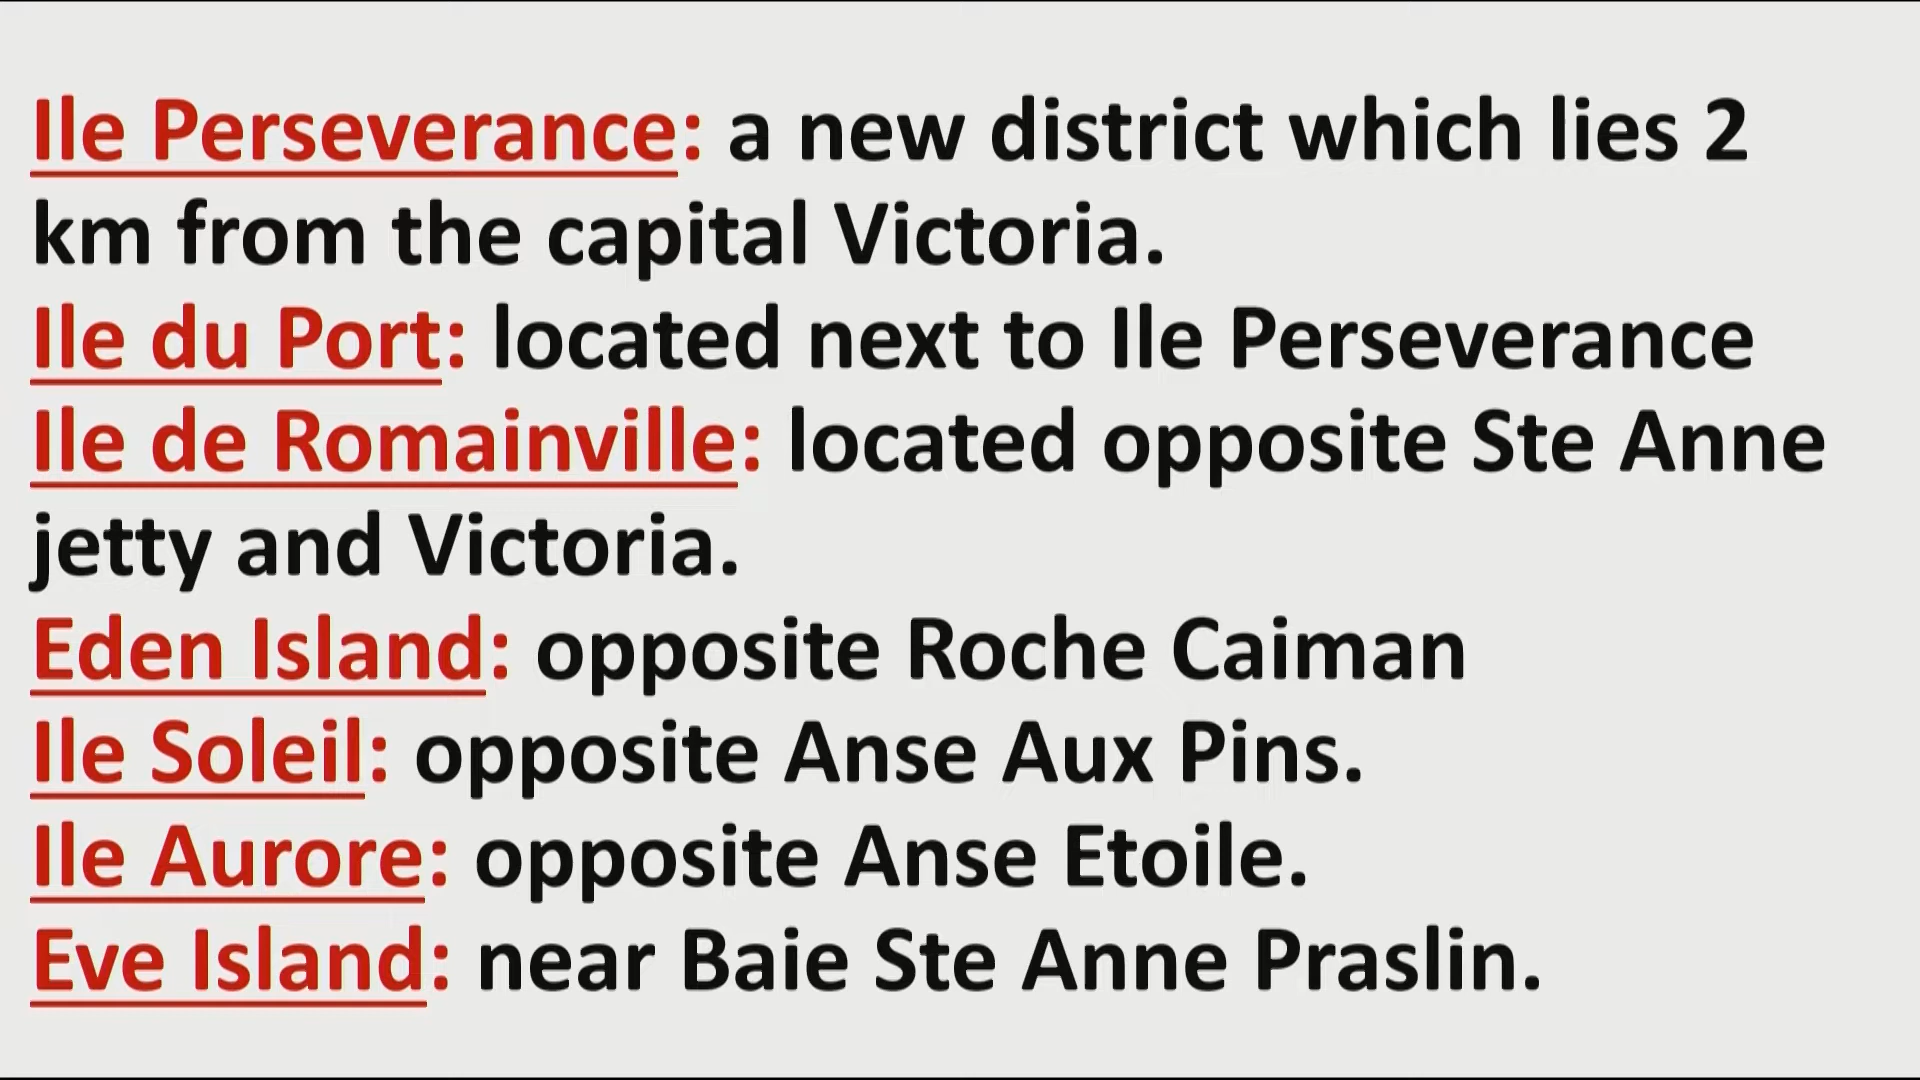 Ile Perseverance: a new district which lies 2
km from the capital Victoria.
Ile du Port: located next to Ile Perseverance
Ile de Romainville: located opposite Ste Anne
jetty and Victoria.
Eden Island: opposite Roche Caiman
Ile Soleil: opposite Anse Aux Pins.
Ile Aurore: opposite Anse Etoile.
Eve Island: near Baie Ste Anne Praslin.